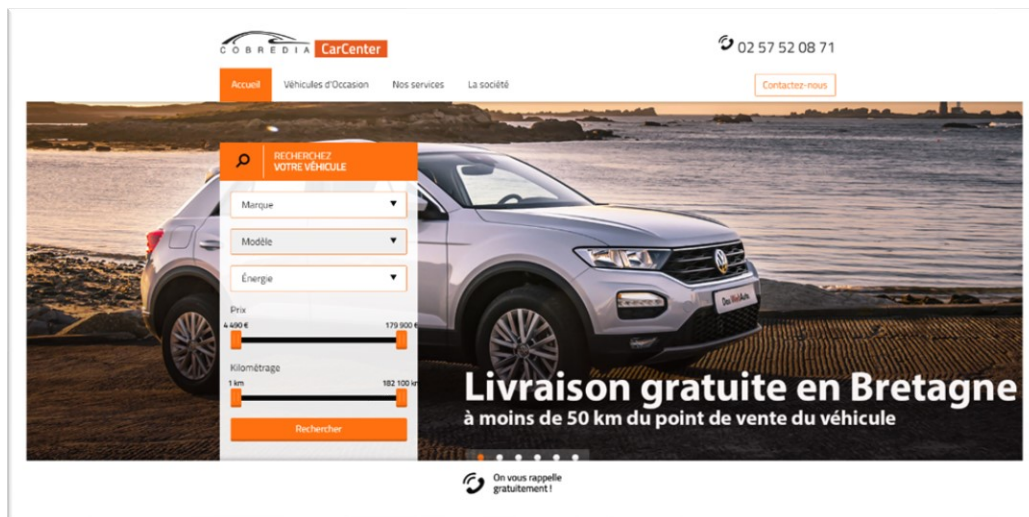 COBREDIA CarCenter
02 57 52 08 71
Accueil
Véhicules d'Occasion
Nos services
La société
Contactez-nous
RECHERCHEZ
VOTRE VÉHICULE
Marque
Modèle
Énergie
Prix
4 490 €
179 900 €
Kilométrage
1 km
182 100 km
Rechercher
Das WeltAuto.
Livraison gratuite en Bretagne
à moins de 50 km du point de vente du véhicule
On vous rappelle
gratuitement !